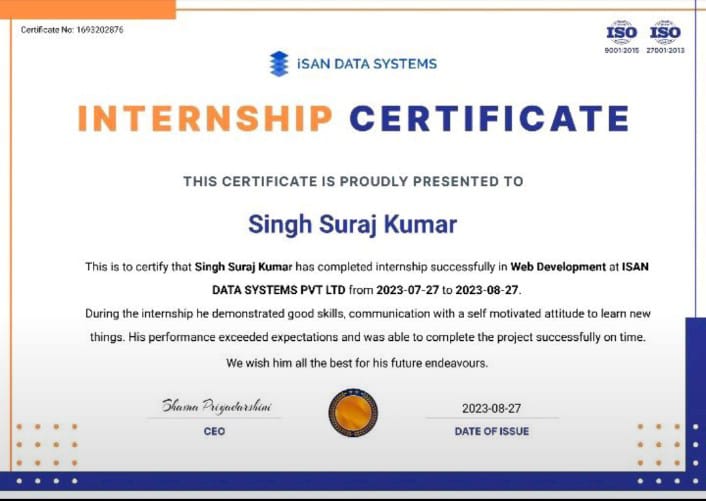 Certificate No: 1693202876
ISO ISO
9001:2015 27001:2013
iSAN DATA SYSTEMS
INTERNSHIP CERTIFICATE
THIS CERTIFICATE IS PROUDLY PRESENTED TO
Singh Suraj Kumar
This is to certify that Singh Suraj Kumar has completed internship successfully in Web Development at ISAN
DATA SYSTEMS PVT LTD from 2023-07-27 to 2023-08-27.
During the internship he demonstrated good skills, communication with a self motivated attitude to learn new
things. His performance exceeded expectations and was able to complete the project successfully on time.
We wish him all the best for his future endeavours.
Shama Priyadarshini
2023-08-27
CEO
DATE OF ISSUE